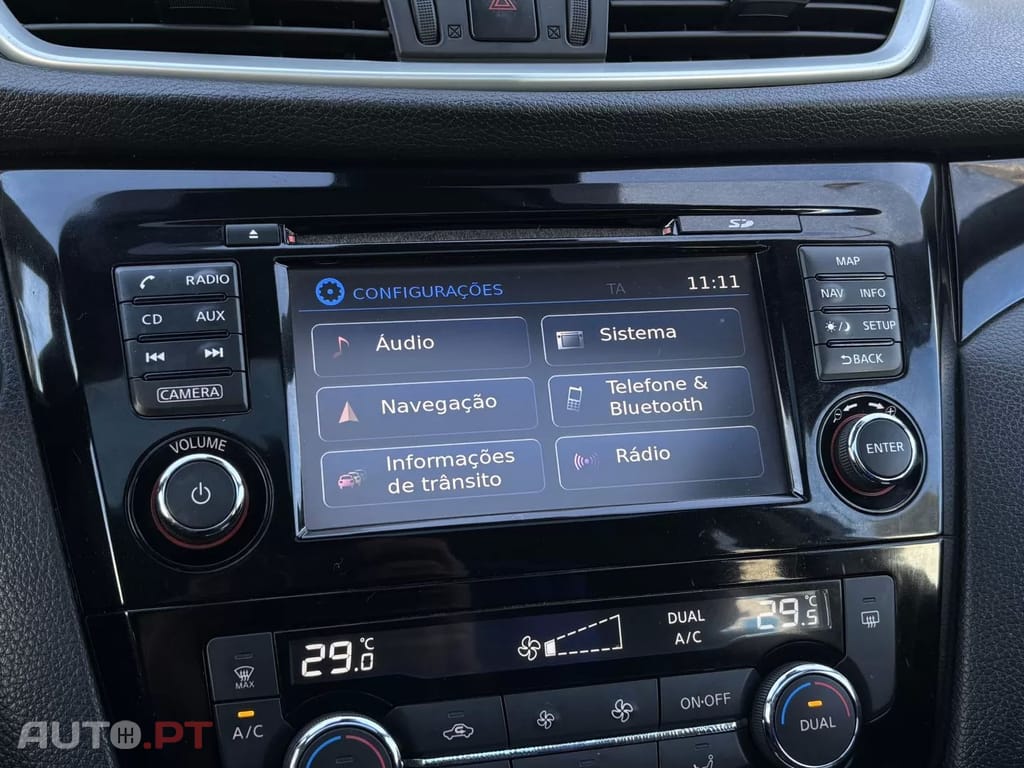 SD
RADIO
CD AUX
CAMERA
VOLUME
CONFIGURAÇÕES TA 11:11
Áudio
Sistema
Navegação
Telefone &
Bluetooth
Informações
de trânsito
Rádio
MAP
NAV INFO
SETUP
BACK
ENTER
29.0 °C
DUAL
A/C
29.5 °C
MAX
A/C
ON·OFF
DUAL
AUTO.PT